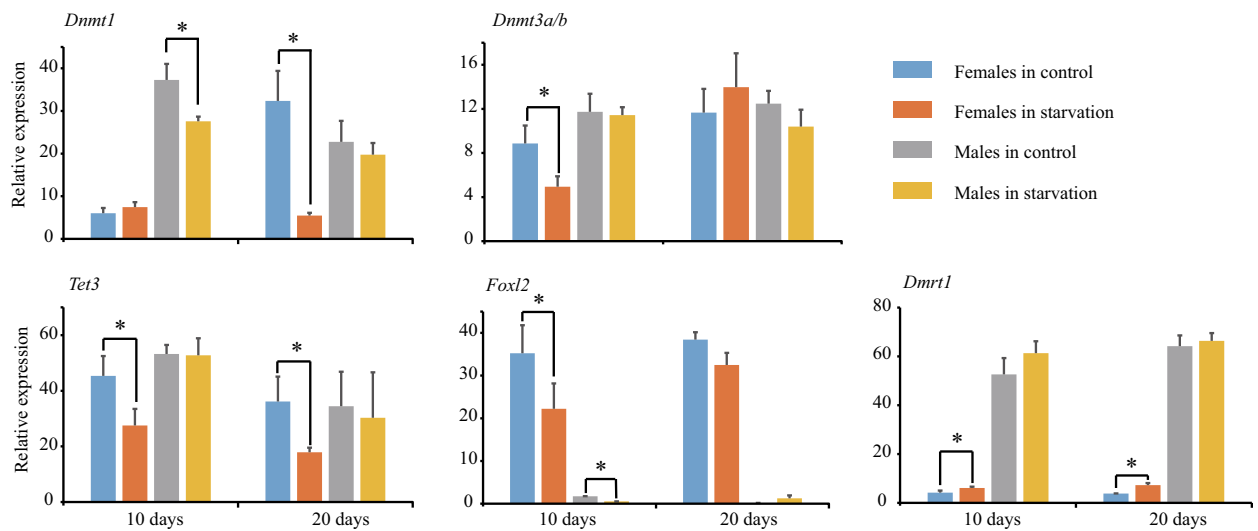 Dnmt1
Relative expression
40
30
20
10
0
*
*
Dnmt3a/b
16
12
8
4
0
*
Females in control
Females in starvation
Males in control
Males in starvation
Tet3
Relative expression
60
40
20
0
*
*
10 days
20 days
Foxl2
40
30
20
10
0
*
*
10 days
20 days
Dmrt1
80
60
40
20
0
*
*
10 days
20 days